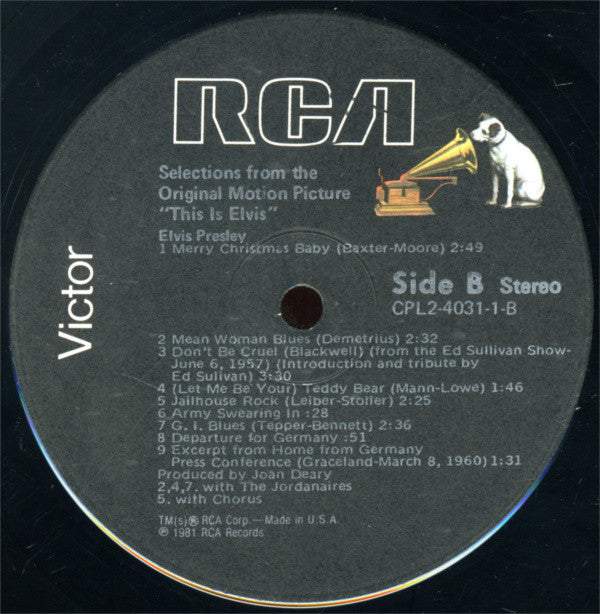 RCA
Selections from the
Original Motion Picture
"This Is Elvis"
Elvis Presley
1 Merry Christmas Baby (Baxter-Moore) 2:49
Side B Stereo
CPL2-4031-1-B
Victor
2 Mean Woman Blues (Demetrius) 2:32
3 Don't Be Cruel (Blackwell) (from the Ed Sullivan Show-
June 6, 1957) (Introduction and tribute by
Ed Sullivan) 3:30
4 (Let Me Be Your) Teddy Bear (Mann-Lowe) 1:46
5 Jailhouse Rock (Leiber-Stoller) 2:25
6 Army Swearing In :28
7 G. I. Blues (Tepper-Bennett) 2:36
8 Departure for Germany :51
9 Excerpt from Home from Germany
Press Conference (Graceland-March 8, 1960) 1:31
Produced by Joan Deary
2,4,7. with The Jordanaires
5. with Chorus
TM(s)® RCA Corp.—Made in U.S.A.
℗ 1981 RCA Records